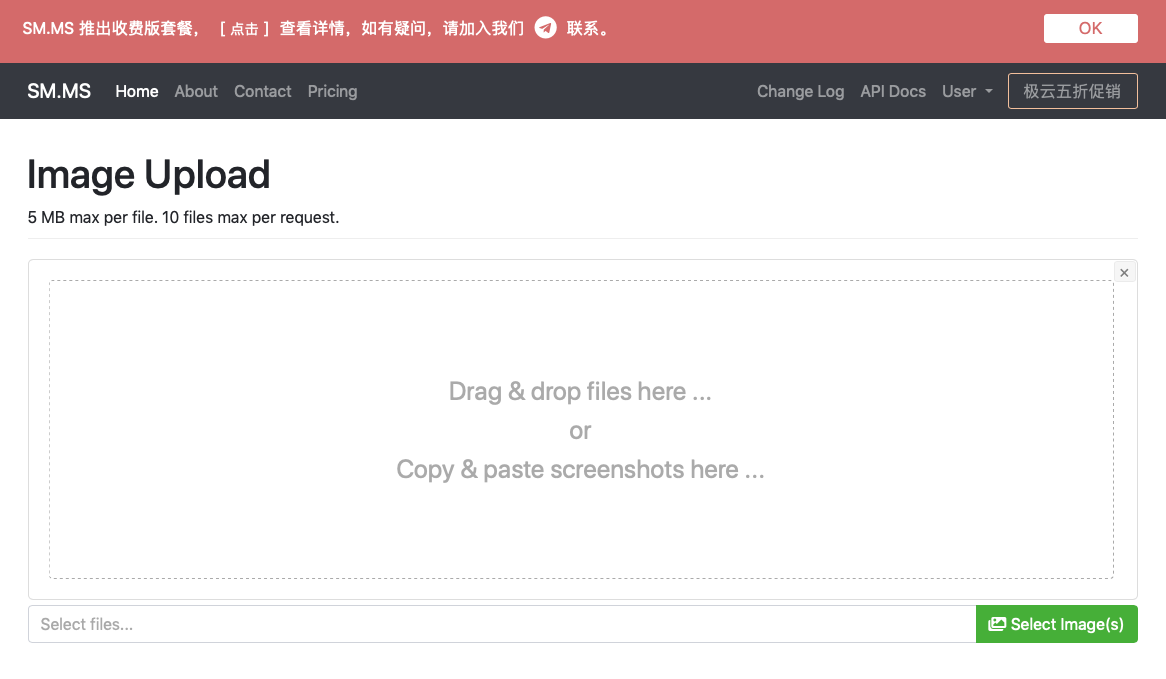 SM.MS 推出收费版套餐，［点击］查看详情，如有疑问，请加入我们 联系。
OK
SM.MS Home About Contact Pricing Change Log API Docs User 极云五折促销
Image Upload
5 MB max per file. 10 files max per request.
×
Drag & drop files here ...
or
Copy & paste screenshots here ...
Select files...
Select Image(s)